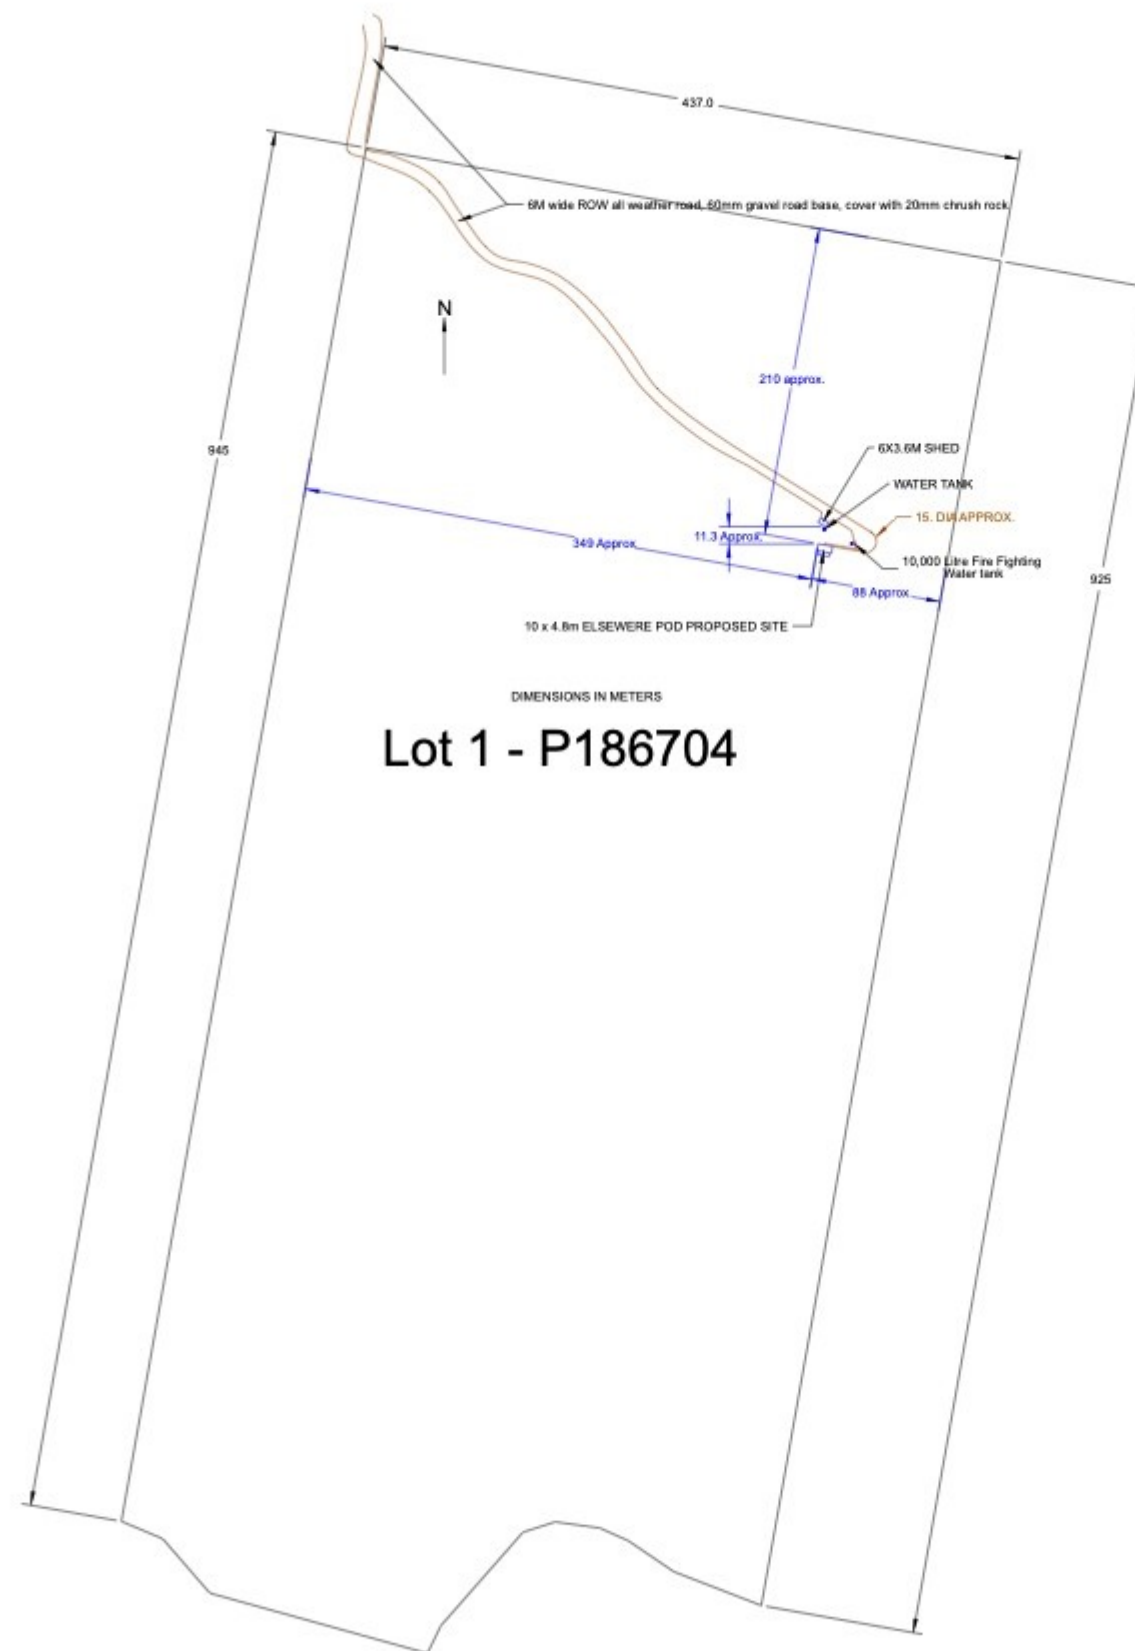 437.0
6M wide ROW all weather road, 60mm gravel road base, cover with 20mm chrush rock
N
210 approx.
945
6X3.6M SHED
WATER TANK
15. DIA APPROX.
11.3 Approx.
349 Approx
10,000 Litre Fire Fighting
Water tank
925
88 Approx
10 x 4.8m ELSEWERE POD PROPOSED SITE
DIMENSIONS IN METERS
Lot 1 - P186704